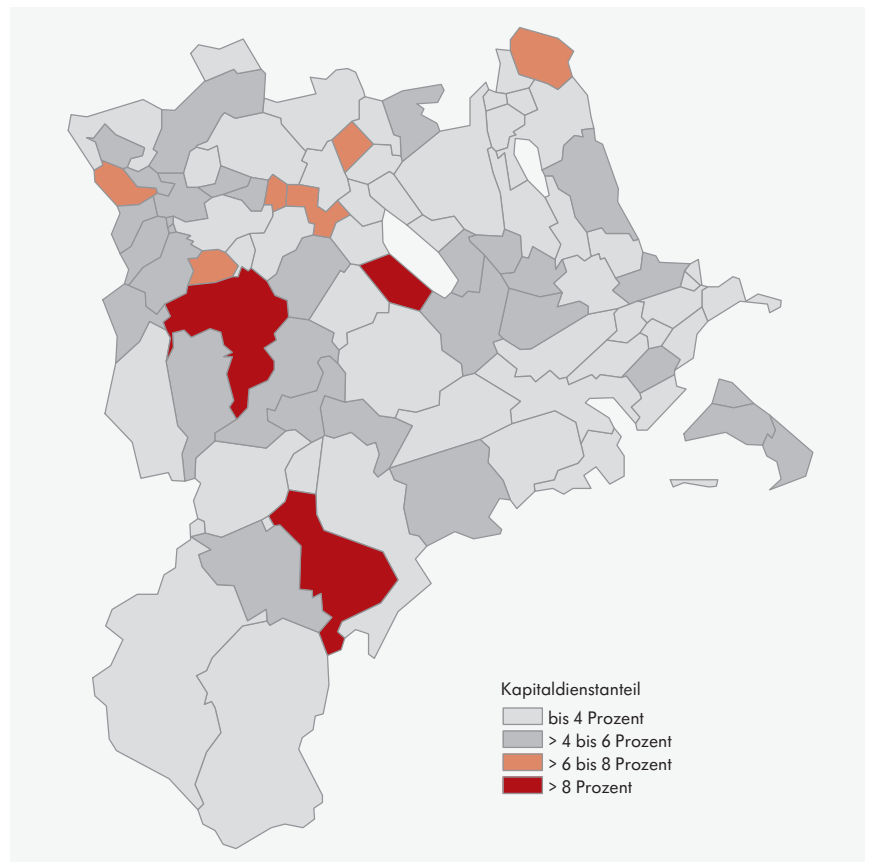 Kapitaldienstanteil
bis 4 Prozent
> 4 bis 6 Prozent
> 6 bis 8 Prozent
> 8 Prozent